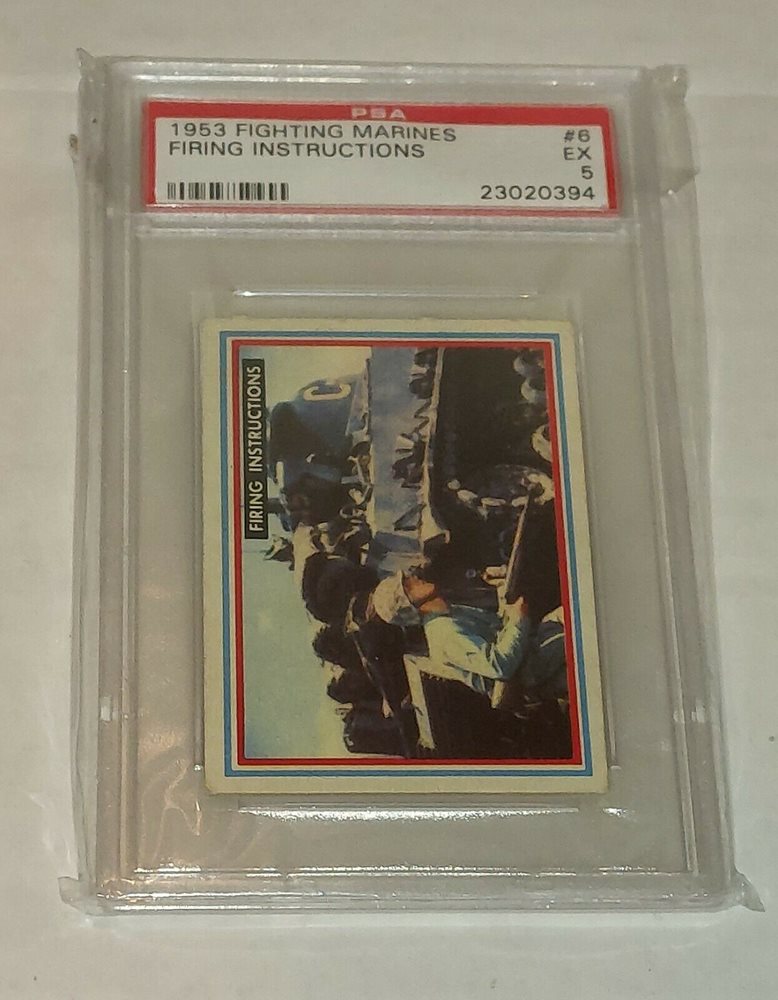 PSA
1953 FIGHTING MARINES #6
FIRING INSTRUCTIONS EX
5
23020394
FIRING INSTRUCTIONS
C